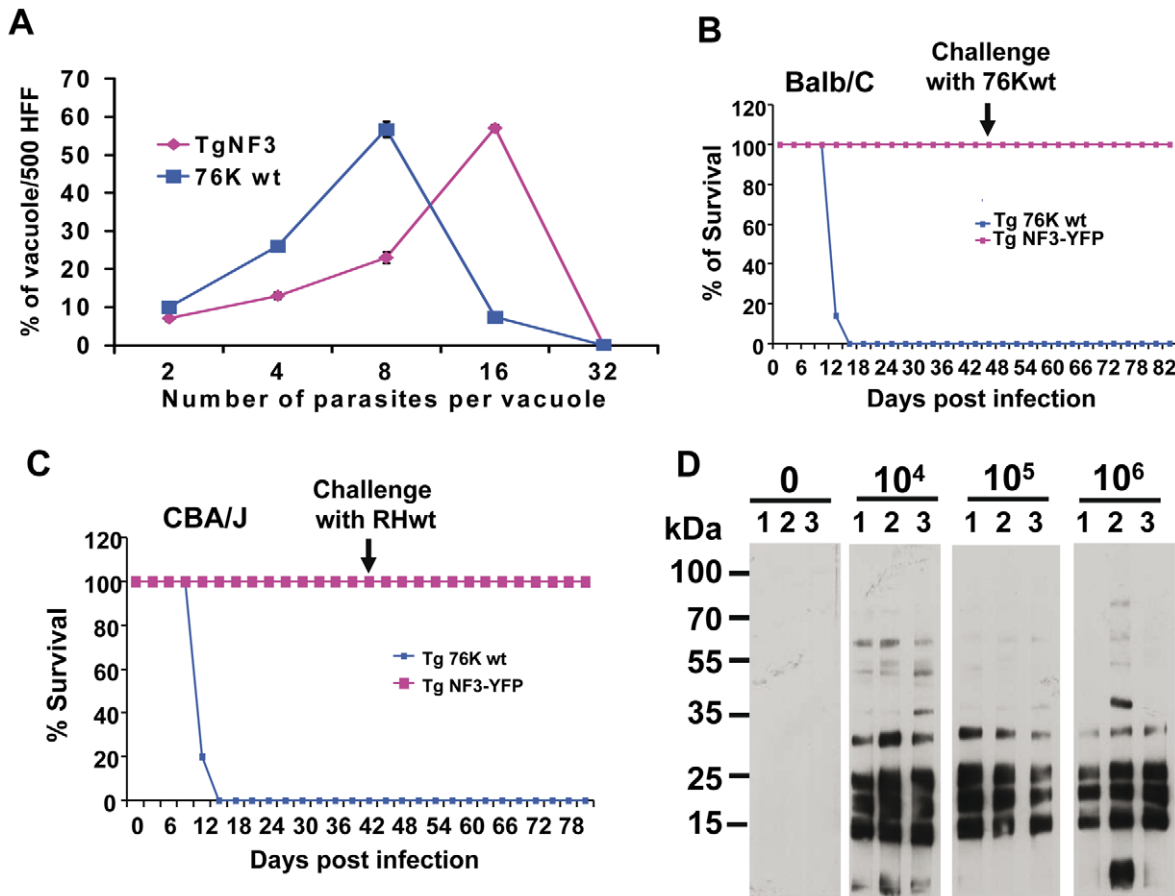 A
70
60
50
40
30
20
10
0
% of vacuole/500 HFF
TgNF3
76K wt
2 4 8 16 32
Number of parasites per vacuole
B
Balb/C
Challenge
with 76Kwt
120
100
80
60
40
20
0
% of Survival
Tg 76K wt
Tg NF3-YFP
0 6 12 18 24 30 36 42 48 54 60 66 72 78 82
Days post infection
C
CBA/J
Challenge
with RHwt
120
100
80
60
40
20
0
% Survival
Tg 76K wt
Tg NF3-YFP
0 6 12 18 24 30 36 42 48 54 60 66 72 78
Days post infection
D
0 10⁴ 10⁵ 10⁶
kDa 1 2 3 1 2 3 1 2 3 1 2 3
100
70
55
35
25
15